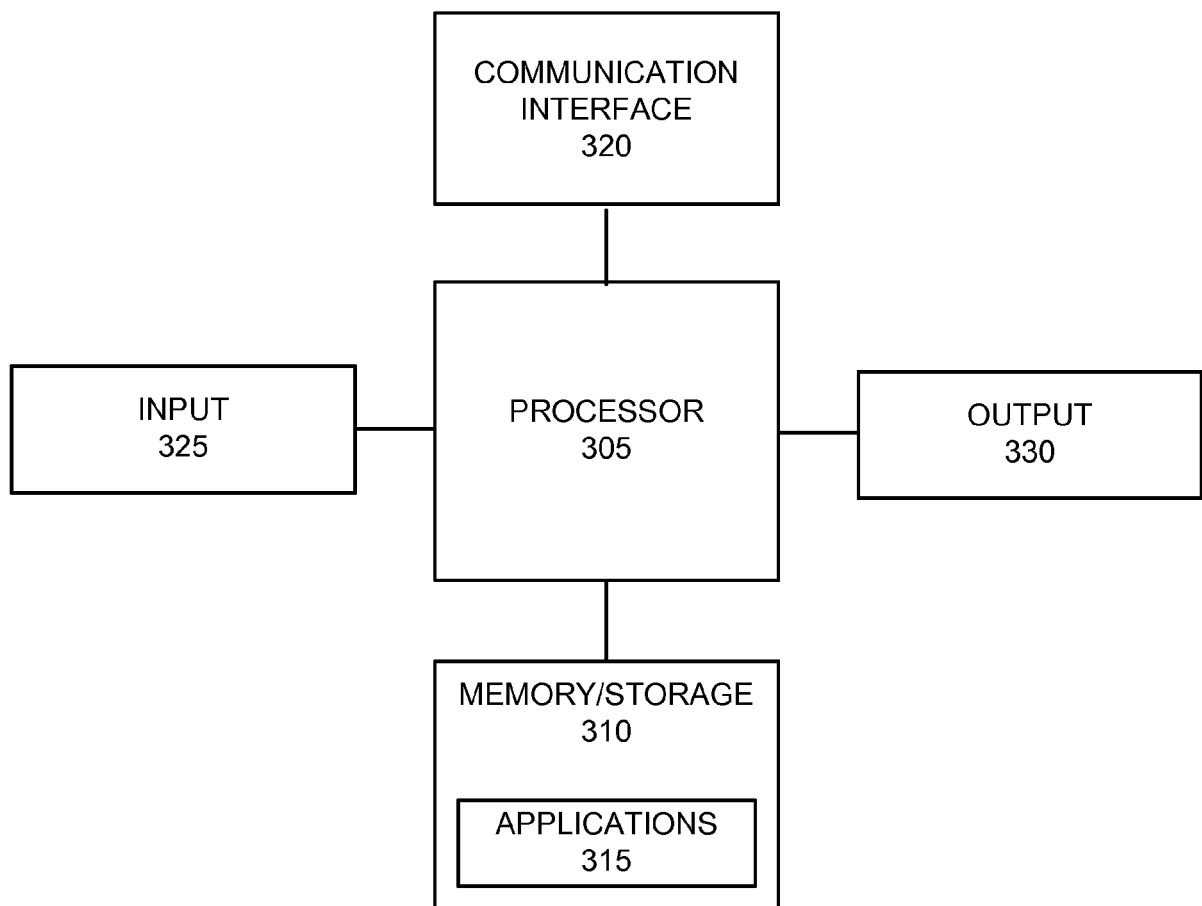 COMMUNICATION
INTERFACE
320
INPUT
325
PROCESSOR
305
OUTPUT
330
MEMORY/STORAGE
310
APPLICATIONS
315